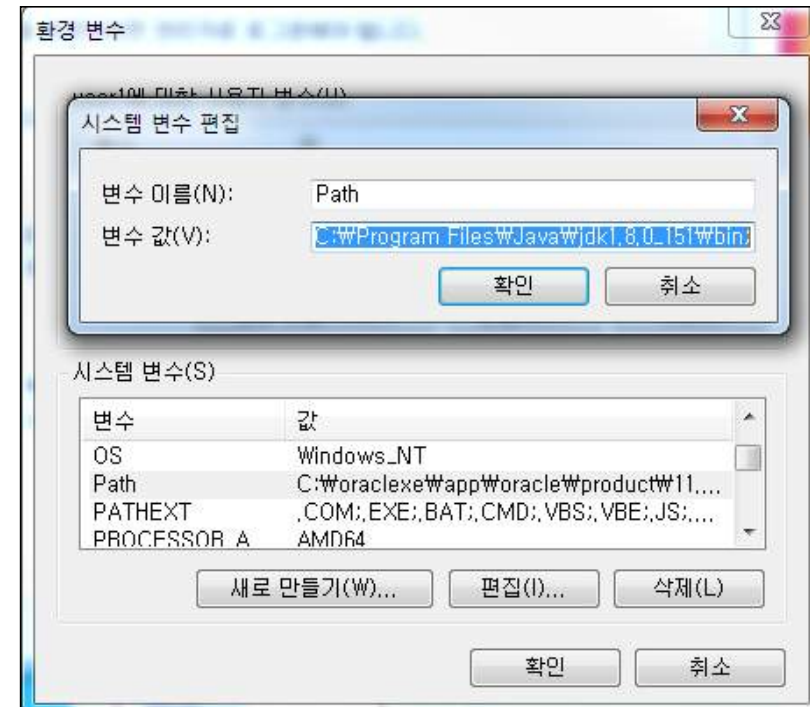 환경 변수
시스템 변수 편집
변수 이름(N):
Path
변수 값(V):
C:₩Program Files₩Java₩jdk1.8.0_151₩bin;
확인
취소
시스템 변수(S)
변수
값
OS
Windows_NT
Path
C:₩oraclexe₩app₩oracle₩product₩11....
PATHEXT
.COM;.EXE;.BAT;.CMD;.VBS;.VBE;.JS;....
PROCESSOR_A
AMD64
새로 만들기(W)...
편집(I)...
삭제(L)
확인
취소